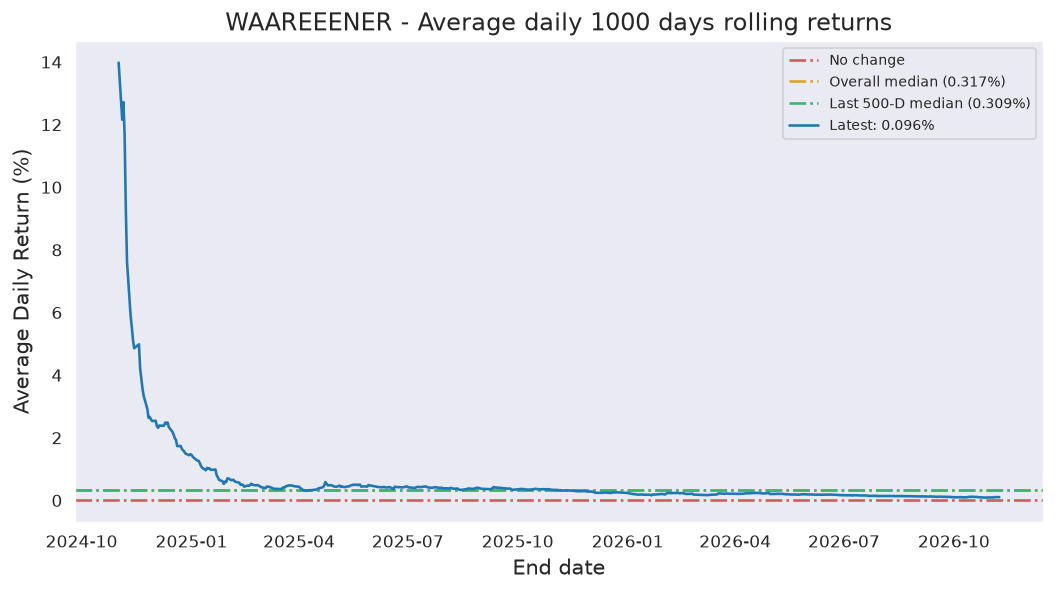 WAAREEENER - Average daily 1000 days rolling returns
No change
Overall median (0.317%)
Last 500-D median (0.309%)
Latest: 0.096%
Average Daily Return (%)
14
12
10
8
6
4
2
0
2024-10 2025-01 2025-04 2025-07 2025-10 2026-01 2026-04 2026-07 2026-10
End date